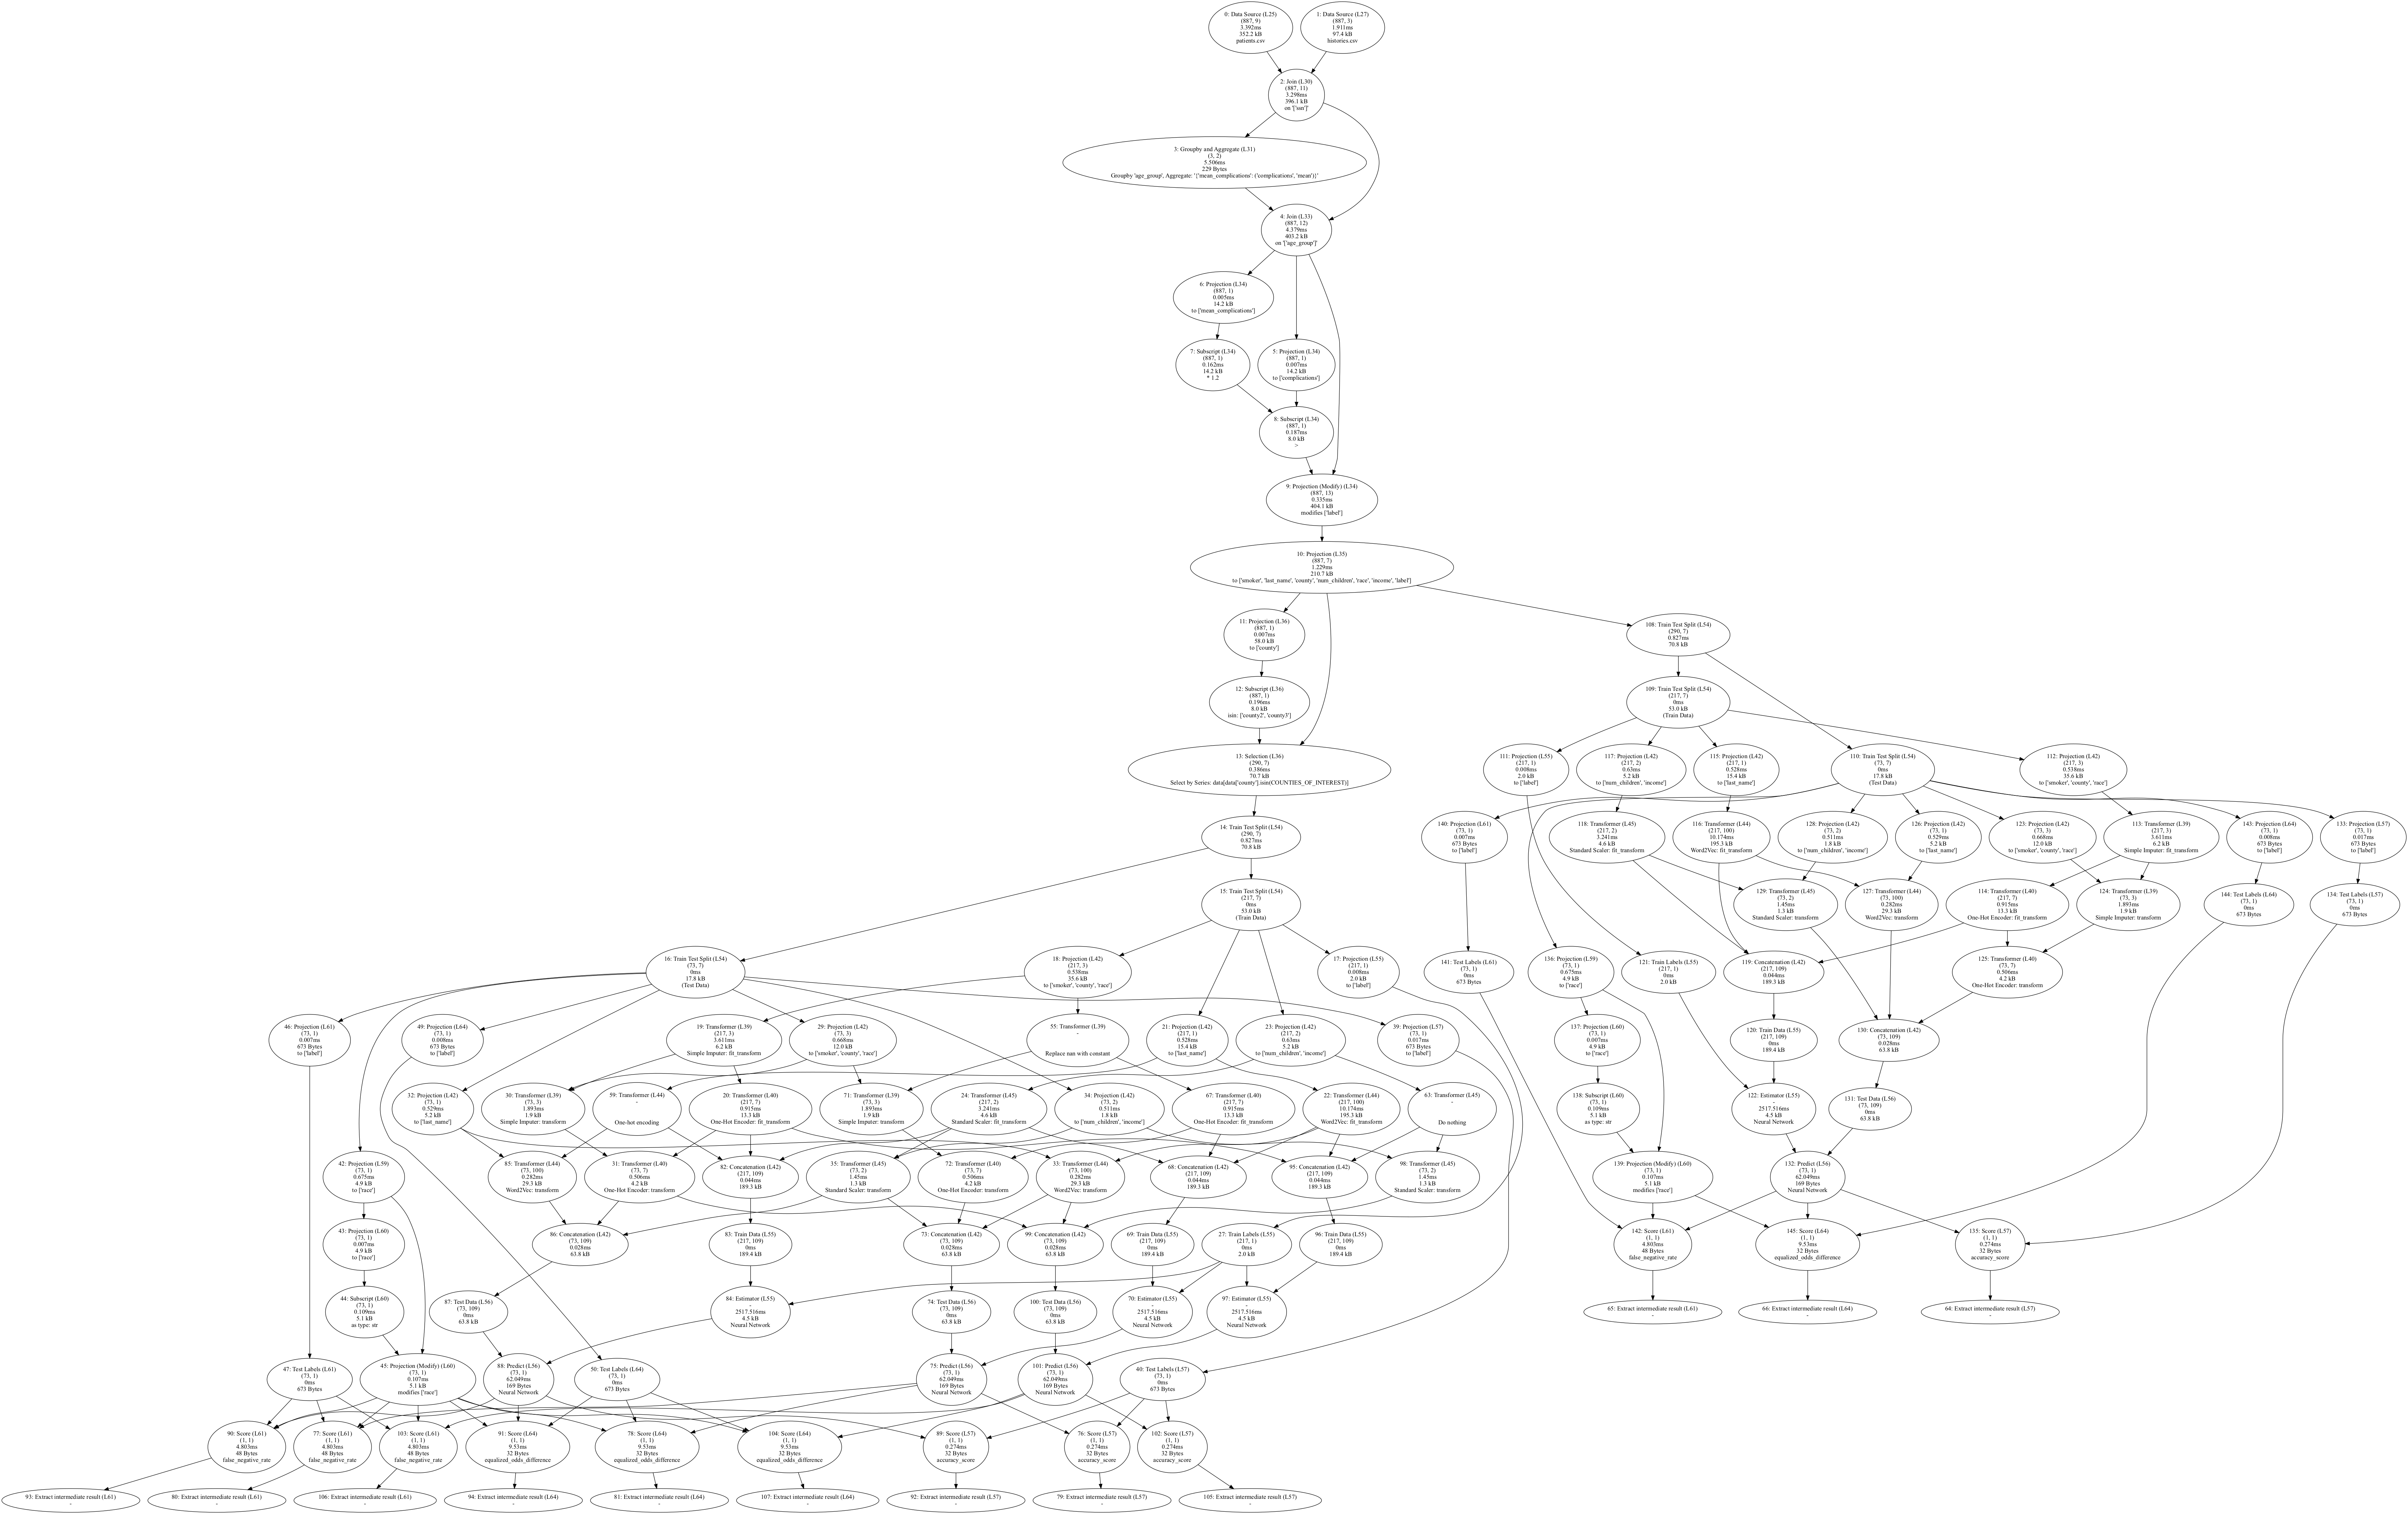 0: Data Source (L25)
(887, 9)
3.392ms
352.2 kB
patients.csv
1: Data Source (L27)
(887, 3)
1.911ms
97.4 kB
histories.csv
2: Join (L30)
(887, 11)
3.298ms
396.1 kB
on '['ssn']'
3: Groupby and Aggregate (L31)
(3, 2)
5.506ms
229 Bytes
Groupby 'age_group', Aggregate: '{'mean_complications': ('complications', 'mean')}'
4: Join (L33)
(887, 12)
4.379ms
403.2 kB
on '['age_group']'
6: Projection (L34)
(887, 1)
0.005ms
14.2 kB
to ['mean_complications']
7: Subscript (L34)
(887, 1)
0.162ms
14.2 kB
* 1.2
5: Projection (L34)
(887, 1)
0.007ms
14.2 kB
to ['complications']
8: Subscript (L34)
(887, 1)
0.187ms
8.0 kB
>
9: Projection (Modify) (L34)
(887, 13)
0.335ms
404.1 kB
modifies ['label']
10: Projection (L35)
(887, 7)
1.229ms
210.7 kB
to ['smoker', 'last_name', 'county', 'num_children', 'race', 'income', 'label']
11: Projection (L36)
(887, 1)
0.007ms
58.0 kB
to ['county']
108: Train Test Split (L54)
(290, 7)
0.827ms
70.8 kB
12: Subscript (L36)
(887, 1)
0.196ms
8.0 kB
isin: ['county2', 'county3']
109: Train Test Split (L54)
(217, 7)
0ms
53.0 kB
(Train Data)
13: Selection (L36)
(290, 7)
0.386ms
70.7 kB
Select by Series: data[data['county'].isin(COUNTIES_OF_INTEREST)]
111: Projection (L55)
(217, 1)
0.008ms
2.0 kB
to ['label']
117: Projection (L42)
(217, 2)
0.63ms
5.2 kB
to ['num_children', 'income']
115: Projection (L42)
(217, 1)
0.528ms
15.4 kB
to ['last_name']
110: Train Test Split (L54)
(73, 7)
0ms
17.8 kB
(Test Data)
112: Projection (L42)
(217, 3)
0.538ms
35.6 kB
to ['smoker', 'county', 'race']
14: Train Test Split (L54)
(290, 7)
0.827ms
70.8 kB
140: Projection (L61)
(73, 1)
0.007ms
673 Bytes
to ['label']
118: Transformer (L45)
(217, 2)
3.241ms
4.6 kB
Standard Scaler: fit_transform
116: Transformer (L44)
(217, 100)
10.174ms
195.3 kB
Word2Vec: fit_transform
128: Projection (L42)
(73, 2)
0.511ms
1.8 kB
to ['num_children', 'income']
126: Projection (L42)
(73, 1)
0.529ms
5.2 kB
to ['last_name']
123: Projection (L42)
(73, 3)
0.668ms
12.0 kB
to ['smoker', 'county', 'race']
113: Transformer (L39)
(217, 3)
3.611ms
6.2 kB
Simple Imputer: fit_transform
143: Projection (L64)
(73, 1)
0.008ms
673 Bytes
to ['label']
133: Projection (L57)
(73, 1)
0.017ms
673 Bytes
to ['label']
15: Train Test Split (L54)
(217, 7)
0ms
53.0 kB
(Train Data)
129: Transformer (L45)
(73, 2)
1.45ms
1.3 kB
Standard Scaler: transform
127: Transformer (L44)
(73, 100)
0.282ms
29.3 kB
Word2Vec: transform
114: Transformer (L40)
(217, 7)
0.915ms
13.3 kB
One-Hot Encoder: fit_transform
124: Transformer (L39)
(73, 3)
1.893ms
1.9 kB
Simple Imputer: transform
144: Test Labels (L64)
(73, 1)
0ms
673 Bytes
134: Test Labels (L57)
(73, 1)
0ms
673 Bytes
16: Train Test Split (L54)
(73, 7)
0ms
17.8 kB
(Test Data)
18: Projection (L42)
(217, 3)
0.538ms
35.6 kB
to ['smoker', 'county', 'race']
17: Projection (L55)
(217, 1)
0.008ms
2.0 kB
to ['label']
141: Test Labels (L61)
(73, 1)
0ms
673 Bytes
136: Projection (L59)
(73, 1)
0.675ms
4.9 kB
to ['race']
121: Train Labels (L55)
(217, 1)
0ms
2.0 kB
119: Concatenation (L42)
(217, 109)
0.044ms
189.3 kB
125: Transformer (L40)
(73, 7)
0.506ms
4.2 kB
One-Hot Encoder: transform
46: Projection (L61)
(73, 1)
0.007ms
673 Bytes
to ['label']
49: Projection (L64)
(73, 1)
0.008ms
673 Bytes
to ['label']
19: Transformer (L39)
(217, 3)
3.611ms
6.2 kB
Simple Imputer: fit_transform
29: Projection (L42)
(73, 3)
0.668ms
12.0 kB
to ['smoker', 'county', 'race']
55: Transformer (L39)
-
Replace nan with constant
21: Projection (L42)
(217, 1)
0.528ms
15.4 kB
to ['last_name']
23: Projection (L42)
(217, 2)
0.63ms
5.2 kB
to ['num_children', 'income']
39: Projection (L57)
(73, 1)
0.017ms
673 Bytes
to ['label']
137: Projection (L60)
(73, 1)
0.007ms
4.9 kB
to ['race']
120: Train Data (L55)
(217, 109)
0ms
189.4 kB
130: Concatenation (L42)
(73, 109)
0.028ms
63.8 kB
32: Projection (L42)
(73, 1)
0.529ms
5.2 kB
to ['last_name']
30: Transformer (L39)
(73, 3)
1.893ms
1.9 kB
Simple Imputer: transform
59: Transformer (L44)
-
One-hot encoding
20: Transformer (L40)
(217, 7)
0.915ms
13.3 kB
One-Hot Encoder: fit_transform
71: Transformer (L39)
(73, 3)
1.893ms
1.9 kB
Simple Imputer: transform
24: Transformer (L45)
(217, 2)
3.241ms
4.6 kB
Standard Scaler: fit_transform
34: Projection (L42)
(73, 2)
0.511ms
1.8 kB
to ['num_children', 'income']
67: Transformer (L40)
(217, 7)
0.915ms
13.3 kB
One-Hot Encoder: fit_transform
22: Transformer (L44)
(217, 100)
10.174ms
195.3 kB
Word2Vec: fit_transform
63: Transformer (L45)
-
Do nothing
138: Subscript (L60)
(73, 1)
0.109ms
5.1 kB
as type: str
122: Estimator (L55)
-
2517.516ms
4.5 kB
Neural Network
131: Test Data (L56)
(73, 109)
0ms
63.8 kB
42: Projection (L59)
(73, 1)
0.675ms
4.9 kB
to ['race']
85: Transformer (L44)
(73, 100)
0.282ms
29.3 kB
Word2Vec: transform
31: Transformer (L40)
(73, 7)
0.506ms
4.2 kB
One-Hot Encoder: transform
82: Concatenation (L42)
(217, 109)
0.044ms
189.3 kB
35: Transformer (L45)
(73, 2)
1.45ms
1.3 kB
Standard Scaler: transform
72: Transformer (L40)
(73, 7)
0.506ms
4.2 kB
One-Hot Encoder: transform
33: Transformer (L44)
(73, 100)
0.282ms
29.3 kB
Word2Vec: transform
68: Concatenation (L42)
(217, 109)
0.044ms
189.3 kB
95: Concatenation (L42)
(217, 109)
0.044ms
189.3 kB
98: Transformer (L45)
(73, 2)
1.45ms
1.3 kB
Standard Scaler: transform
139: Projection (Modify) (L60)
(73, 1)
0.107ms
5.1 kB
modifies ['race']
132: Predict (L56)
(73, 1)
62.049ms
169 Bytes
Neural Network
43: Projection (L60)
(73, 1)
0.007ms
4.9 kB
to ['race']
86: Concatenation (L42)
(73, 109)
0.028ms
63.8 kB
83: Train Data (L55)
(217, 109)
0ms
189.4 kB
73: Concatenation (L42)
(73, 109)
0.028ms
63.8 kB
99: Concatenation (L42)
(73, 109)
0.028ms
63.8 kB
69: Train Data (L55)
(217, 109)
0ms
189.4 kB
27: Train Labels (L55)
(217, 1)
0ms
2.0 kB
96: Train Data (L55)
(217, 109)
0ms
189.4 kB
142: Score (L61)
(1, 1)
4.803ms
48 Bytes
false_negative_rate
145: Score (L64)
(1, 1)
9.53ms
32 Bytes
equalized_odds_difference
135: Score (L57)
(1, 1)
0.274ms
32 Bytes
accuracy_score
44: Subscript (L60)
(73, 1)
0.109ms
5.1 kB
as type: str
87: Test Data (L56)
(73, 109)
0ms
63.8 kB
84: Estimator (L55)
-
2517.516ms
4.5 kB
Neural Network
74: Test Data (L56)
(73, 109)
0ms
63.8 kB
100: Test Data (L56)
(73, 109)
0ms
63.8 kB
70: Estimator (L55)
-
2517.516ms
4.5 kB
Neural Network
97: Estimator (L55)
-
2517.516ms
4.5 kB
Neural Network
65: Extract intermediate result (L61)
-
66: Extract intermediate result (L64)
-
64: Extract intermediate result (L57)
-
47: Test Labels (L61)
(73, 1)
0ms
673 Bytes
45: Projection (Modify) (L60)
(73, 1)
0.107ms
5.1 kB
modifies ['race']
88: Predict (L56)
(73, 1)
62.049ms
169 Bytes
Neural Network
50: Test Labels (L64)
(73, 1)
0ms
673 Bytes
75: Predict (L56)
(73, 1)
62.049ms
169 Bytes
Neural Network
101: Predict (L56)
(73, 1)
62.049ms
169 Bytes
Neural Network
40: Test Labels (L57)
(73, 1)
0ms
673 Bytes
90: Score (L61)
(1, 1)
4.803ms
48 Bytes
false_negative_rate
77: Score (L61)
(1, 1)
4.803ms
48 Bytes
false_negative_rate
103: Score (L61)
(1, 1)
4.803ms
48 Bytes
false_negative_rate
91: Score (L64)
(1, 1)
9.53ms
32 Bytes
equalized_odds_difference
78: Score (L64)
(1, 1)
9.53ms
32 Bytes
equalized_odds_difference
104: Score (L64)
(1, 1)
9.53ms
32 Bytes
equalized_odds_difference
89: Score (L57)
(1, 1)
0.274ms
32 Bytes
accuracy_score
76: Score (L57)
(1, 1)
0.274ms
32 Bytes
accuracy_score
102: Score (L57)
(1, 1)
0.274ms
32 Bytes
accuracy_score
93: Extract intermediate result (L61)
-
80: Extract intermediate result (L61)
-
106: Extract intermediate result (L61)
-
94: Extract intermediate result (L64)
-
81: Extract intermediate result (L64)
-
107: Extract intermediate result (L64)
-
92: Extract intermediate result (L57)
-
79: Extract intermediate result (L57)
-
105: Extract intermediate result (L57)
-